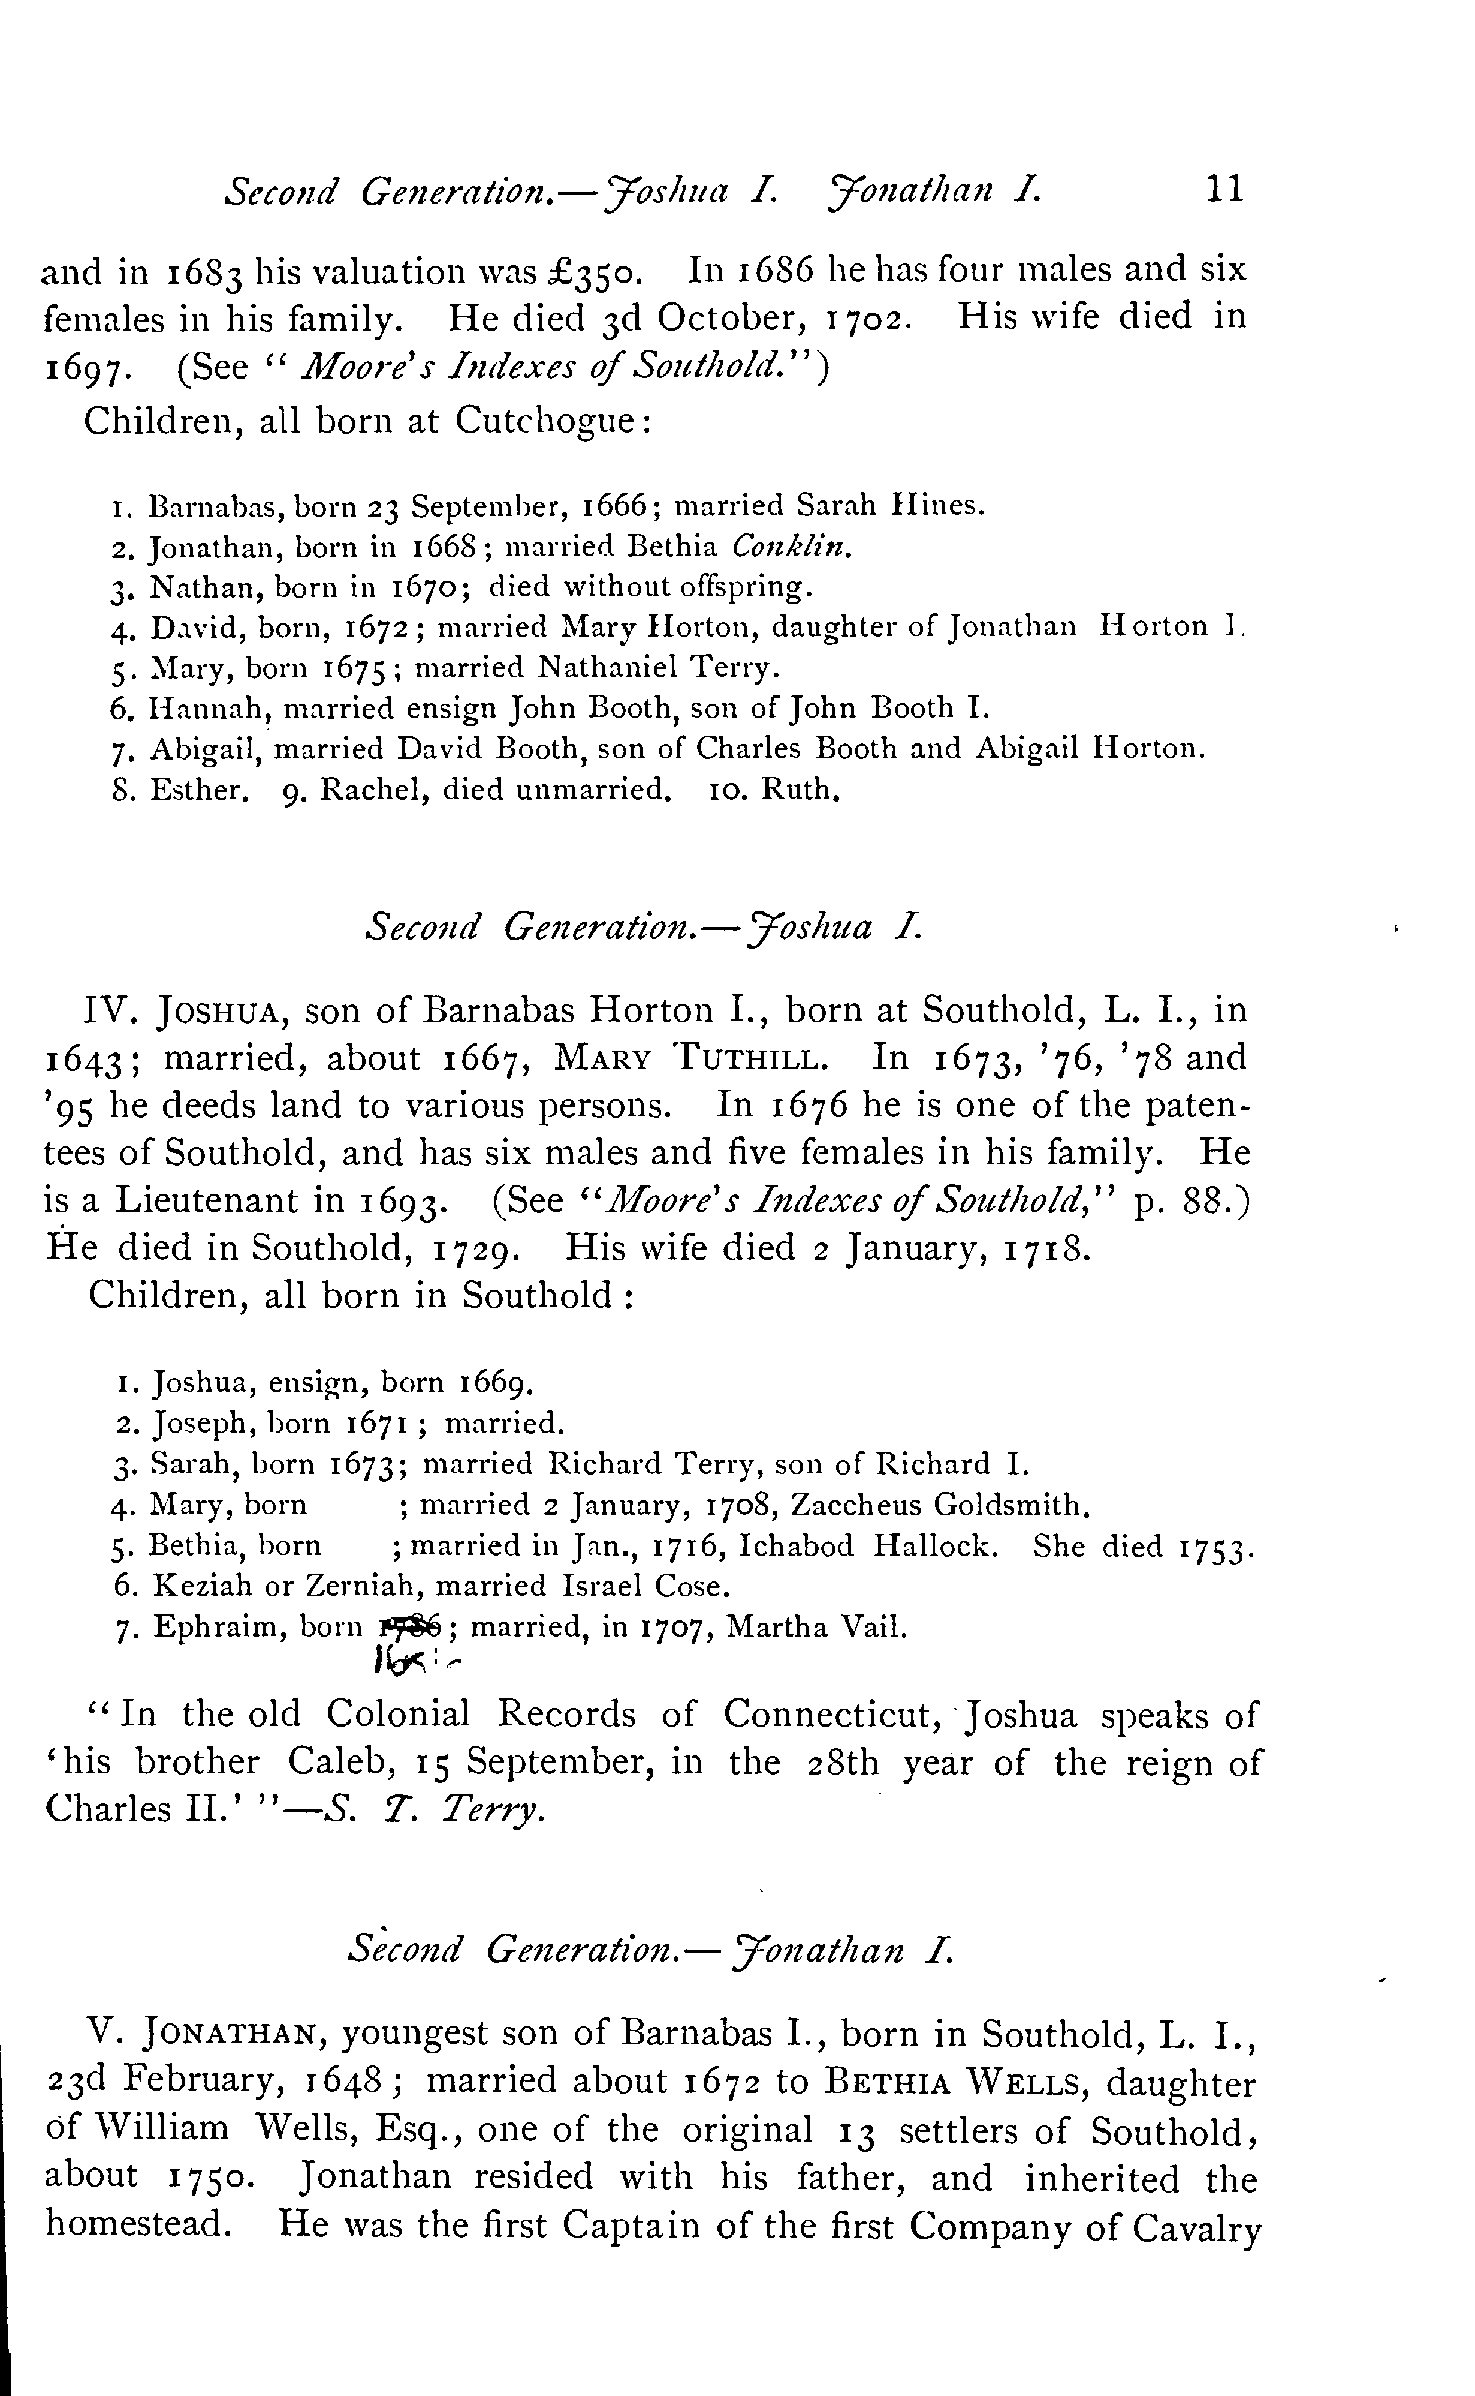 Second Generation.—Joshua I. Jonathan I. 11
and in 1683 his valuation was £350. In 1686 he has four males and six
females in his family. He died 3d October, 1702. His wife died in
1697. (See "Moore's Indexes of Southold.")
Children, all born at Cutchogue:
1. Barnabas, born 23 September, 1666; married Sarah Hines.
2. Jonathan, born in 1668; married Bethia Conklin.
3. Nathan, born in 1670; died without offspring.
4. David, born, 1672; married Mary Horton, daughter of Jonathan Horton I.
5. Mary, born 1675; married Nathaniel Terry.
6. Hannah, married ensign John Booth, son of John Booth I.
7. Abigail, married David Booth, son of Charles Booth and Abigail Horton.
8. Esther. 9. Rachel, died unmarried. 10. Ruth.
Second Generation.—Joshua I.
IV. JOSHUA, son of Barnabas Horton I., born at Southold, L. I., in
1643; married, about 1667, MARY TUTHILL. In 1673, '76, '78 and
'95 he deeds land to various persons. In 1676 he is one of the paten-
tees of Southold, and has six males and five females in his family. He
is a Lieutenant in 1693. (See "Moore's Indexes of Southold," p. 88.)
He died in Southold, 1729. His wife died 2 January, 1718.
Children, all born in Southold:
1. Joshua, ensign, born 1669.
2. Joseph, born 1671; married.
3. Sarah, born 1673; married Richard Terry, son of Richard I.
4. Mary, born ; married 2 January, 1708, Zaccheus Goldsmith.
5. Bethia, born ; married in Jan., 1716, Ichabod Hallock. She died 1753.
6. Keziah or Zerniah, married Israel Cose.
7. Ephraim, born 1786; married, in 1707, Martha Vail.
"In the old Colonial Records of Connecticut, Joshua speaks of
'his brother Caleb, 15 September, in the 28th year of the reign of
Charles II.' "—S. T. Terry.
Second Generation.—Jonathan I.
V. JONATHAN, youngest son of Barnabas I., born in Southold, L. I.,
23d February, 1648; married about 1672 to BETHIA WELLS, daughter
of William Wells, Esq., one of the original 13 settlers of Southold,
about 1750. Jonathan resided with his father, and inherited the
homestead. He was the first Captain of the first Company of Cavalry